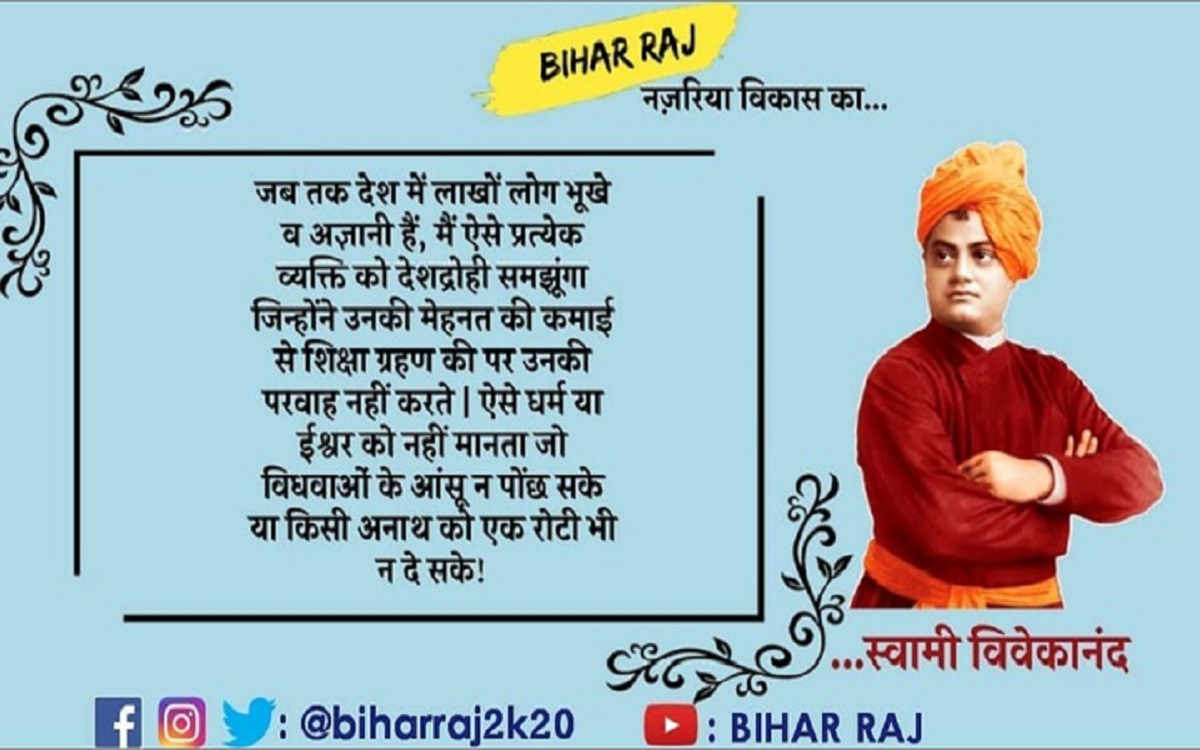 BIHAR RAJ
नज़रिया विकास का...
जब तक देश में लाखों लोग भूखे
व अज्ञानी हैं, मैं ऐसे प्रत्येक
व्यक्ति को देशद्रोही समझूंगा
जिन्होंने उनकी मेहनत की कमाई
से शिक्षा ग्रहण की पर उनकी
परवाह नहीं करते | ऐसे धर्म या
ईश्वर को नहीं मानता जो
विधवाओं के आंसू न पोंछ सके
या किसी अनाथ को एक रोटी भी
न दे सके!
...स्वामी विवेकानंद
: @biharraj2k20
: BIHAR RAJ